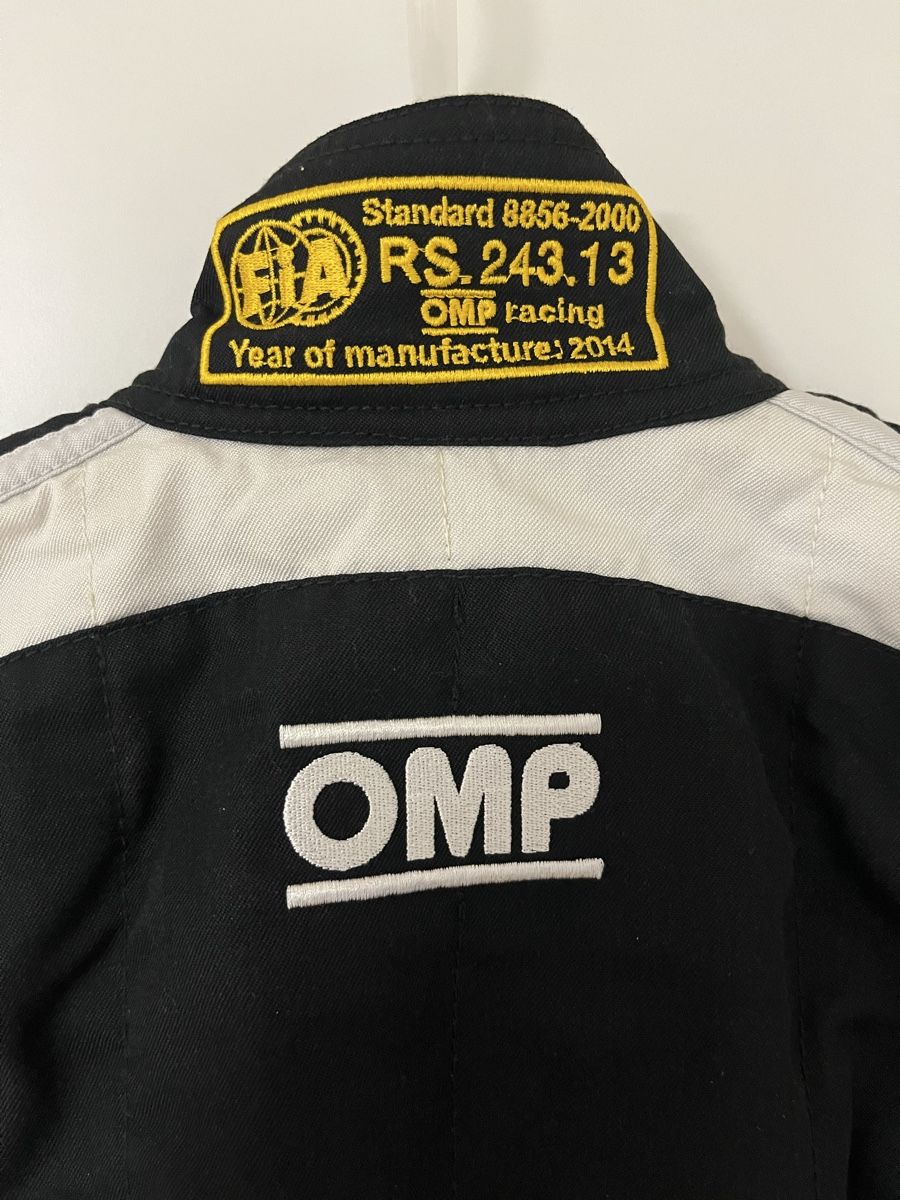 FiA
Standard 8856-2000
RS.243.13
OMP racing
Year of manufacture: 2014
OMP